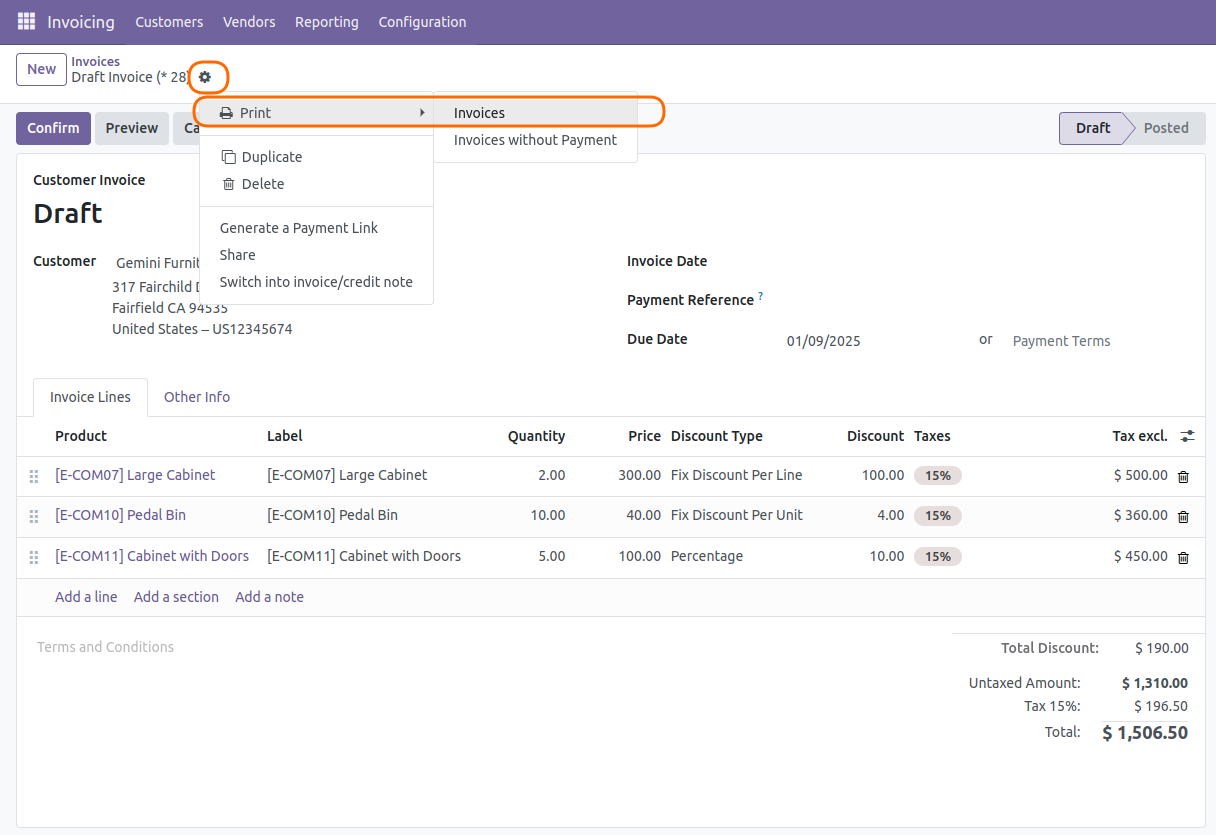 Invoicing Customers Vendors Reporting Configuration
New
Invoices
Draft Invoice (* 28)
Print
Invoices
Invoices without Payment
Duplicate
Delete
Generate a Payment Link
Share
Switch into invoice/credit note
Confirm Preview Ca
Draft Posted
Customer Invoice
Draft
Customer Gemini Furnit
317 Fairchild D
Fairfield CA 94535
United States – US12345674
Invoice Date
Payment Reference ?
Due Date 01/09/2025 or Payment Terms
Invoice Lines Other Info
Product Label Quantity Price Discount Type Discount Taxes Tax excl.
[E-COM07] Large Cabinet [E-COM07] Large Cabinet 2.00 300.00 Fix Discount Per Line 100.00 15% $ 500.00
[E-COM10] Pedal Bin [E-COM10] Pedal Bin 10.00 40.00 Fix Discount Per Unit 4.00 15% $ 360.00
[E-COM11] Cabinet with Doors [E-COM11] Cabinet with Doors 5.00 100.00 Percentage 10.00 15% $ 450.00
Add a line Add a section Add a note
Terms and Conditions
Total Discount: $ 190.00
Untaxed Amount: $ 1,310.00
Tax 15%: $ 196.50
Total: $ 1,506.50